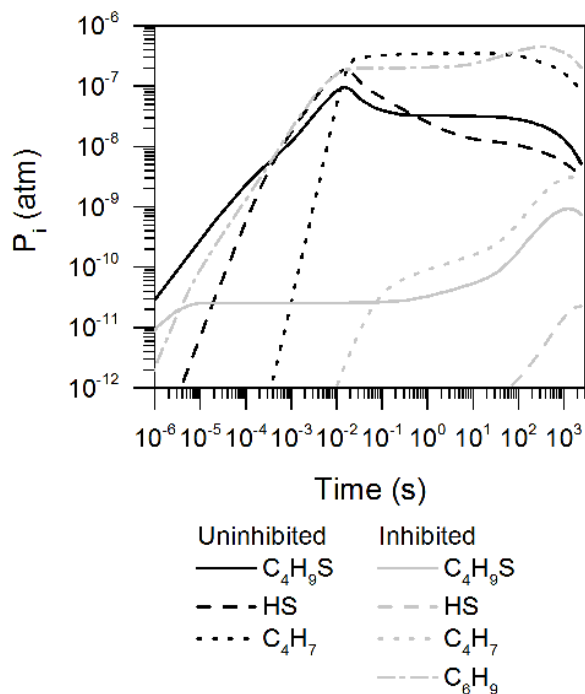 10⁻⁶
10⁻⁷
10⁻⁸
10⁻⁹
10⁻¹⁰
10⁻¹¹
10⁻¹²
Pᵢ (atm)
10⁻⁶ 10⁻⁵ 10⁻⁴ 10⁻³ 10⁻² 10⁻¹ 10⁰ 10¹ 10² 10³
Time (s)
Uninhibited Inhibited
C₄H₉S C₄H₉S
HS HS
C₄H₇ C₄H₇
C₆H₉